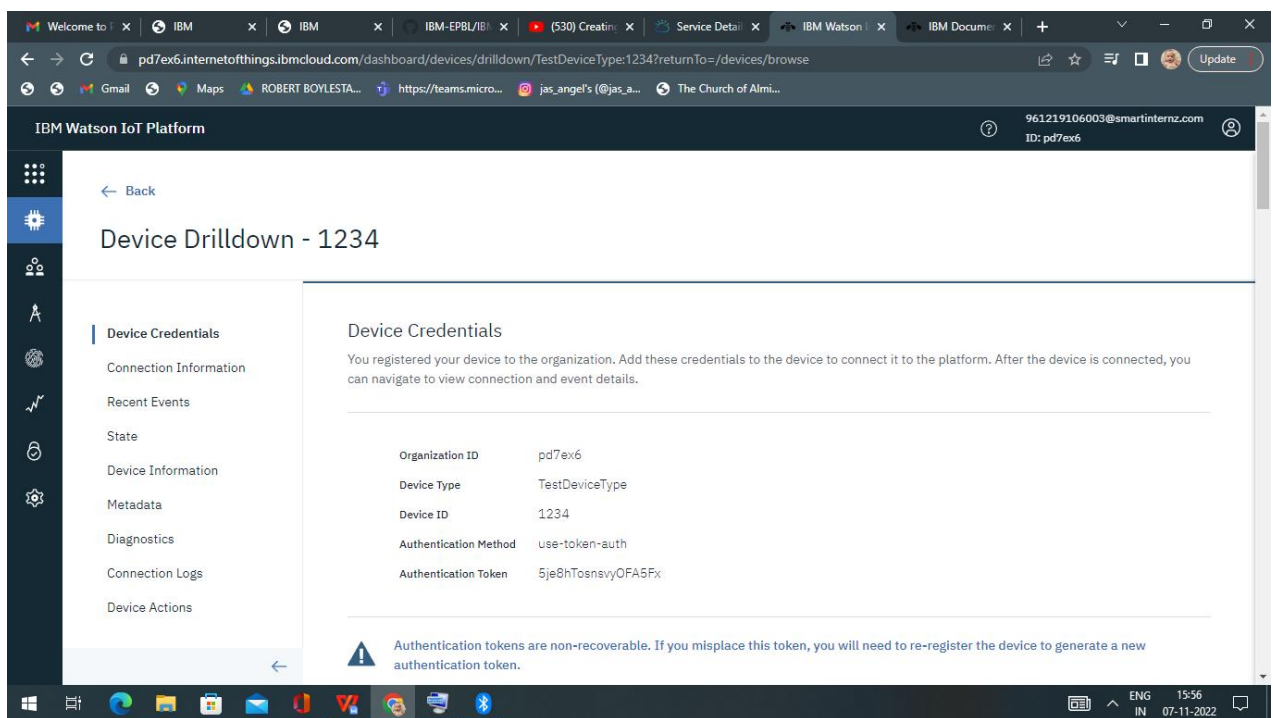 Welcome to
IBM
IBM
IBM-EPBL/IBM
(530) Creating
Service Detail
IBM Watson I
IBM Documen
pd7ex6.internetofthings.ibmcloud.com/dashboard/devices/drilldown/TestDeviceType:1234?returnTo=/devices/browse
Update
Gmail
Maps
ROBERT BOYLESTA...
https://teams.micro...
jas_angel's (@jas_a...
The Church of Almi...
IBM Watson IoT Platform
961219106003@smartinternz.com
ID: pd7ex6
← Back
Device Drilldown - 1234
Device Credentials
Connection Information
Recent Events
State
Device Information
Metadata
Diagnostics
Connection Logs
Device Actions
Device Credentials
You registered your device to the organization. Add these credentials to the device to connect it to the platform. After the device is connected, you
can navigate to view connection and event details.
Organization ID pd7ex6
Device Type TestDeviceType
Device ID 1234
Authentication Method use-token-auth
Authentication Token 5je8hTosnsvyOFA5Fx
Authentication tokens are non-recoverable. If you misplace this token, you will need to re-register the device to generate a new
authentication token.
ENG
IN
15:56
07-11-2022